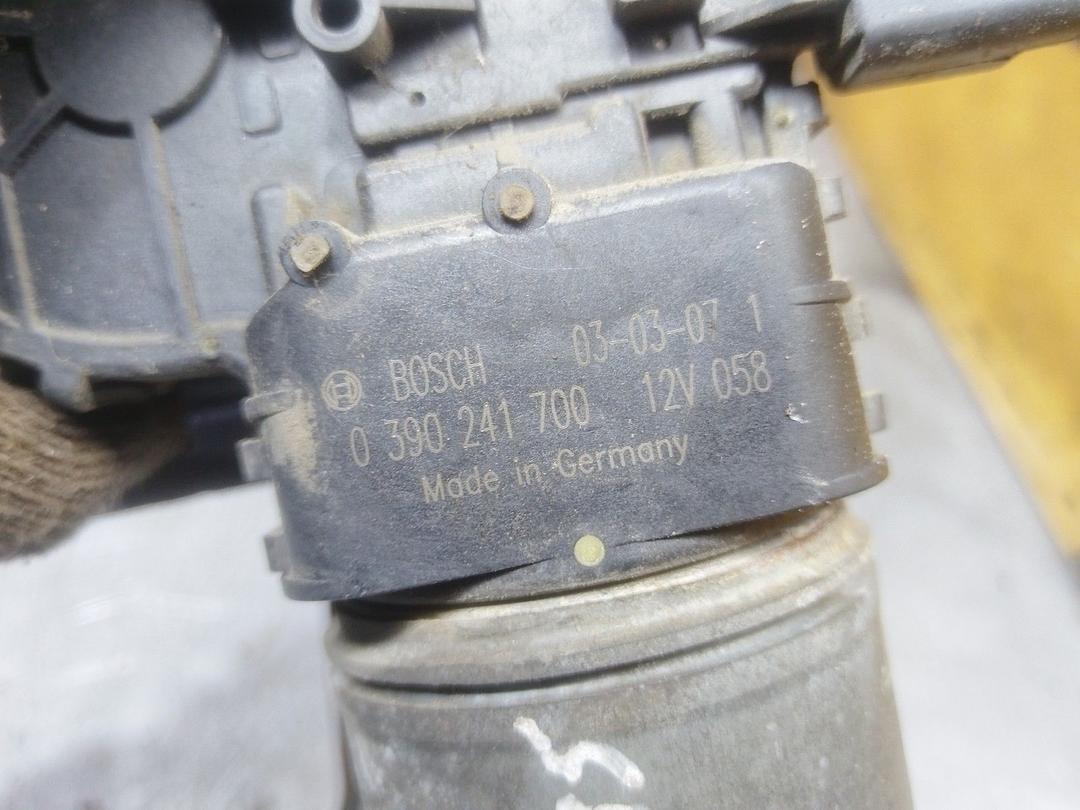 BOSCH 03-03-07 1
0 390 241 700 12V 058
Made in Germany